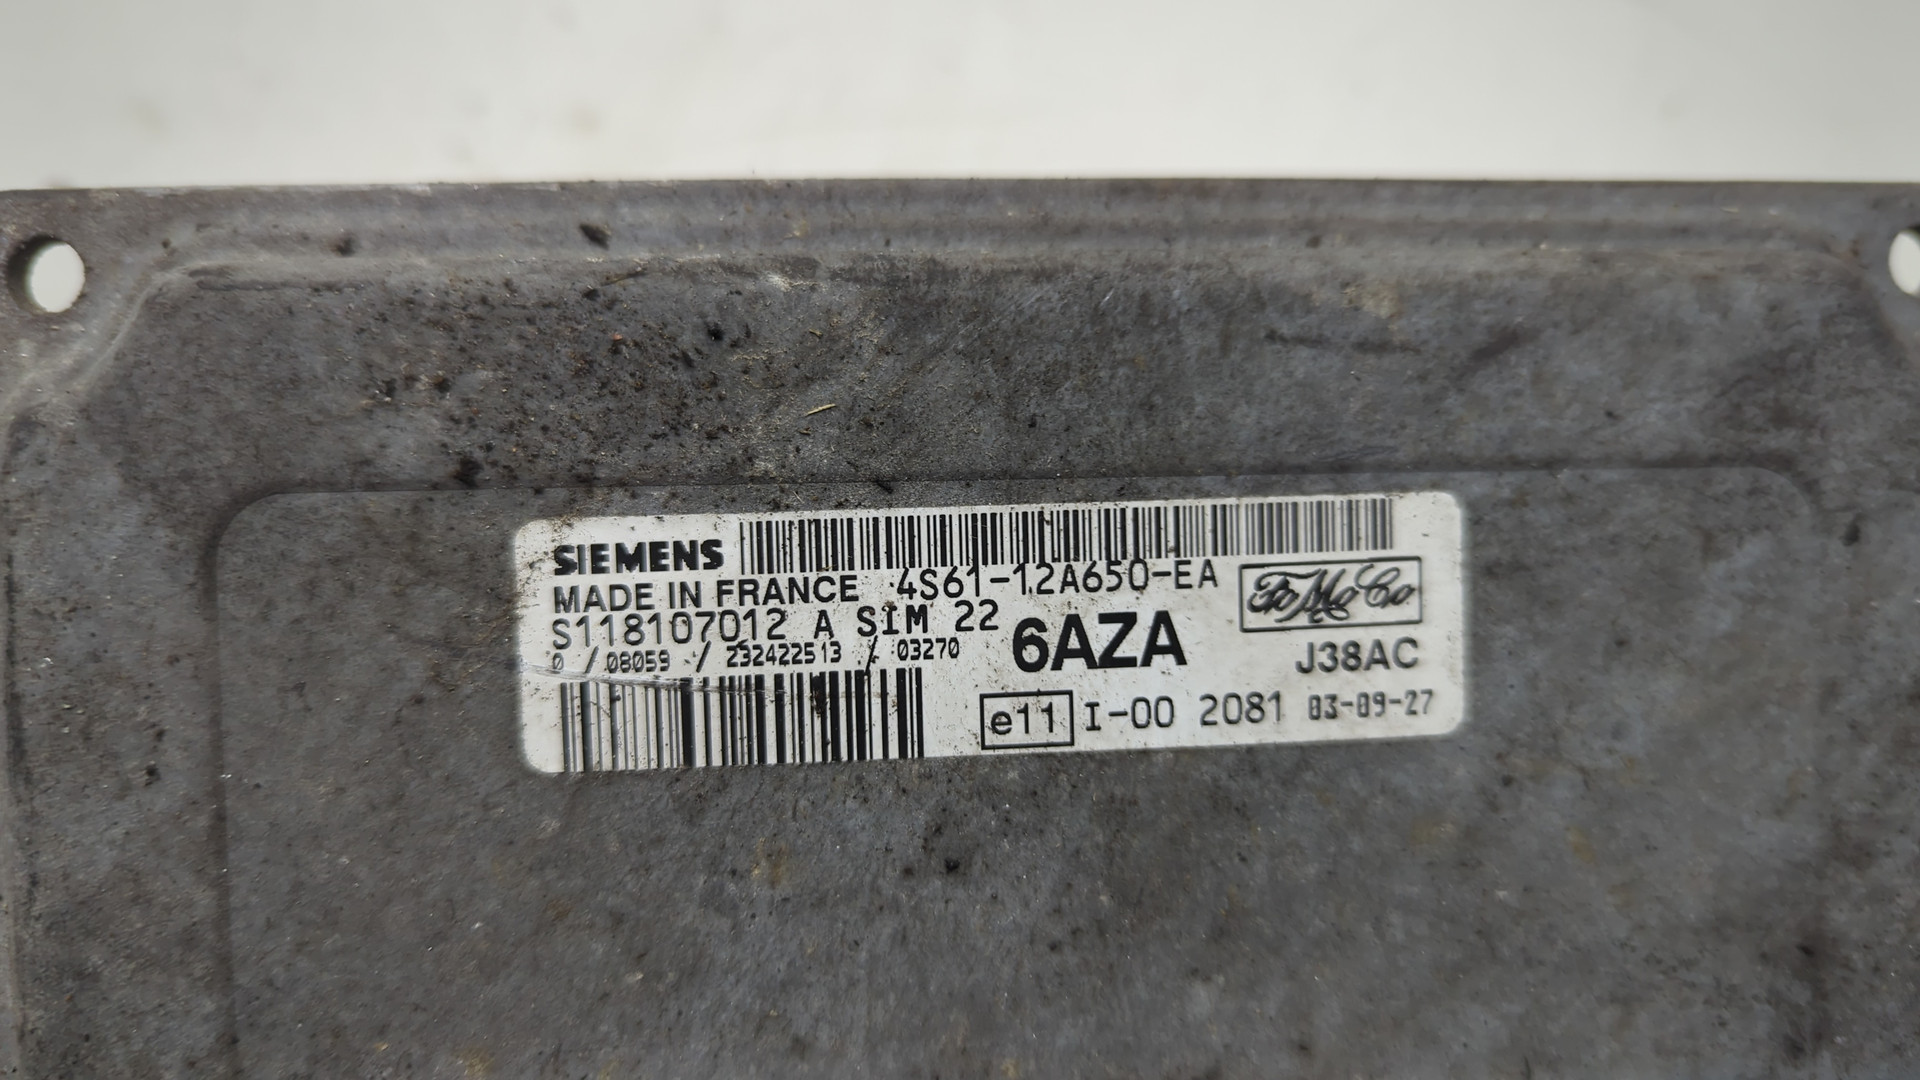 SIEMENS
MADE IN FRANCE 4S61-12A650-EA
FoMoCo
S118107012 A SIM 22
6AZA
0 / 08059 / 232422513 / 03270
J38AC
e11 I-00 2081 03-09-27